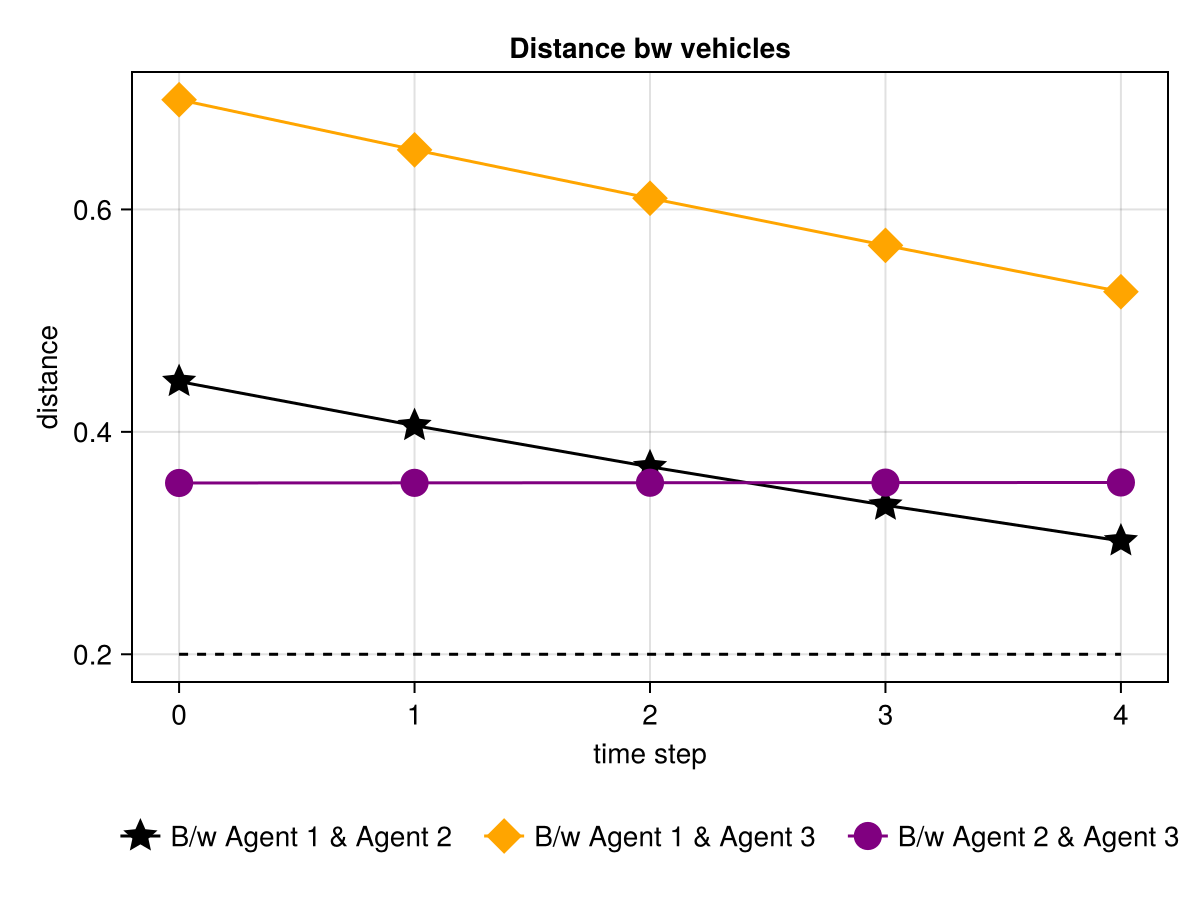 Distance bw vehicles
distance
0.6
0.4
0.2
0 1 2 3 4
time step
B/w Agent 1 & Agent 2 B/w Agent 1 & Agent 3 B/w Agent 2 & Agent 3